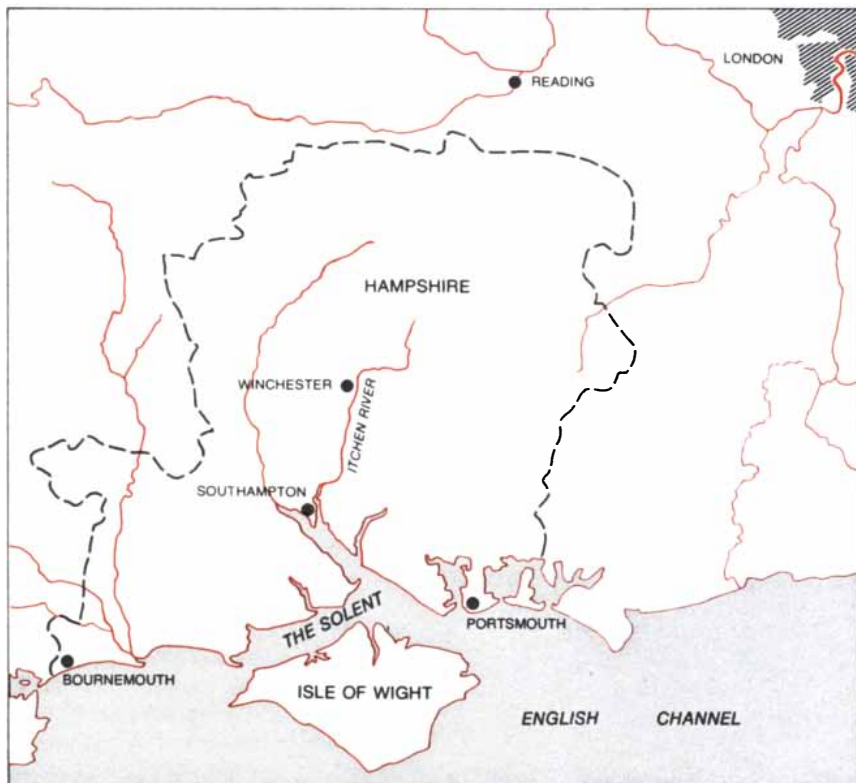 LONDON
READING
HAMPSHIRE
WINCHESTER
ITCHEN RIVER
SOUTHAMPTON
THE SOLENT
PORTSMOUTH
BOURNEMOUTH
ISLE OF WIGHT
ENGLISH CHANNEL